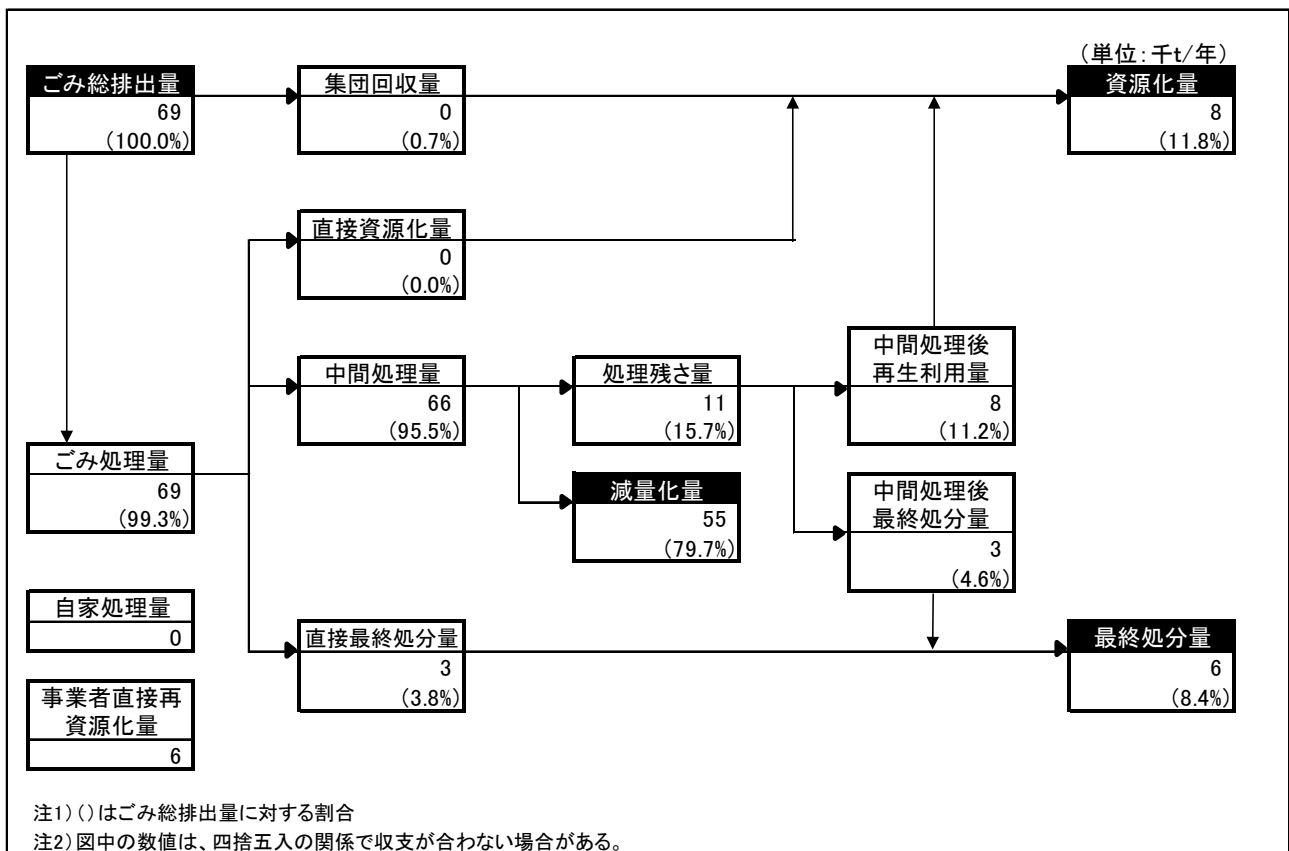 (単位:千t/年)
ごみ総排出量
69
(100.0%)
集団回収量
0
(0.7%)
資源化量
8
(11.8%)
直接資源化量
0
(0.0%)
中間処理量
66
(95.5%)
処理残さ量
11
(15.7%)
中間処理後
再生利用量
8
(11.2%)
ごみ処理量
69
(99.3%)
減量化量
55
(79.7%)
中間処理後
最終処分量
3
(4.6%)
自家処理量
0
直接最終処分量
3
(3.8%)
最終処分量
6
(8.4%)
事業者直接再
資源化量
6
注1)()はごみ総排出量に対する割合
注2)図中の数値は、四捨五入の関係で収支が合わない場合がある。